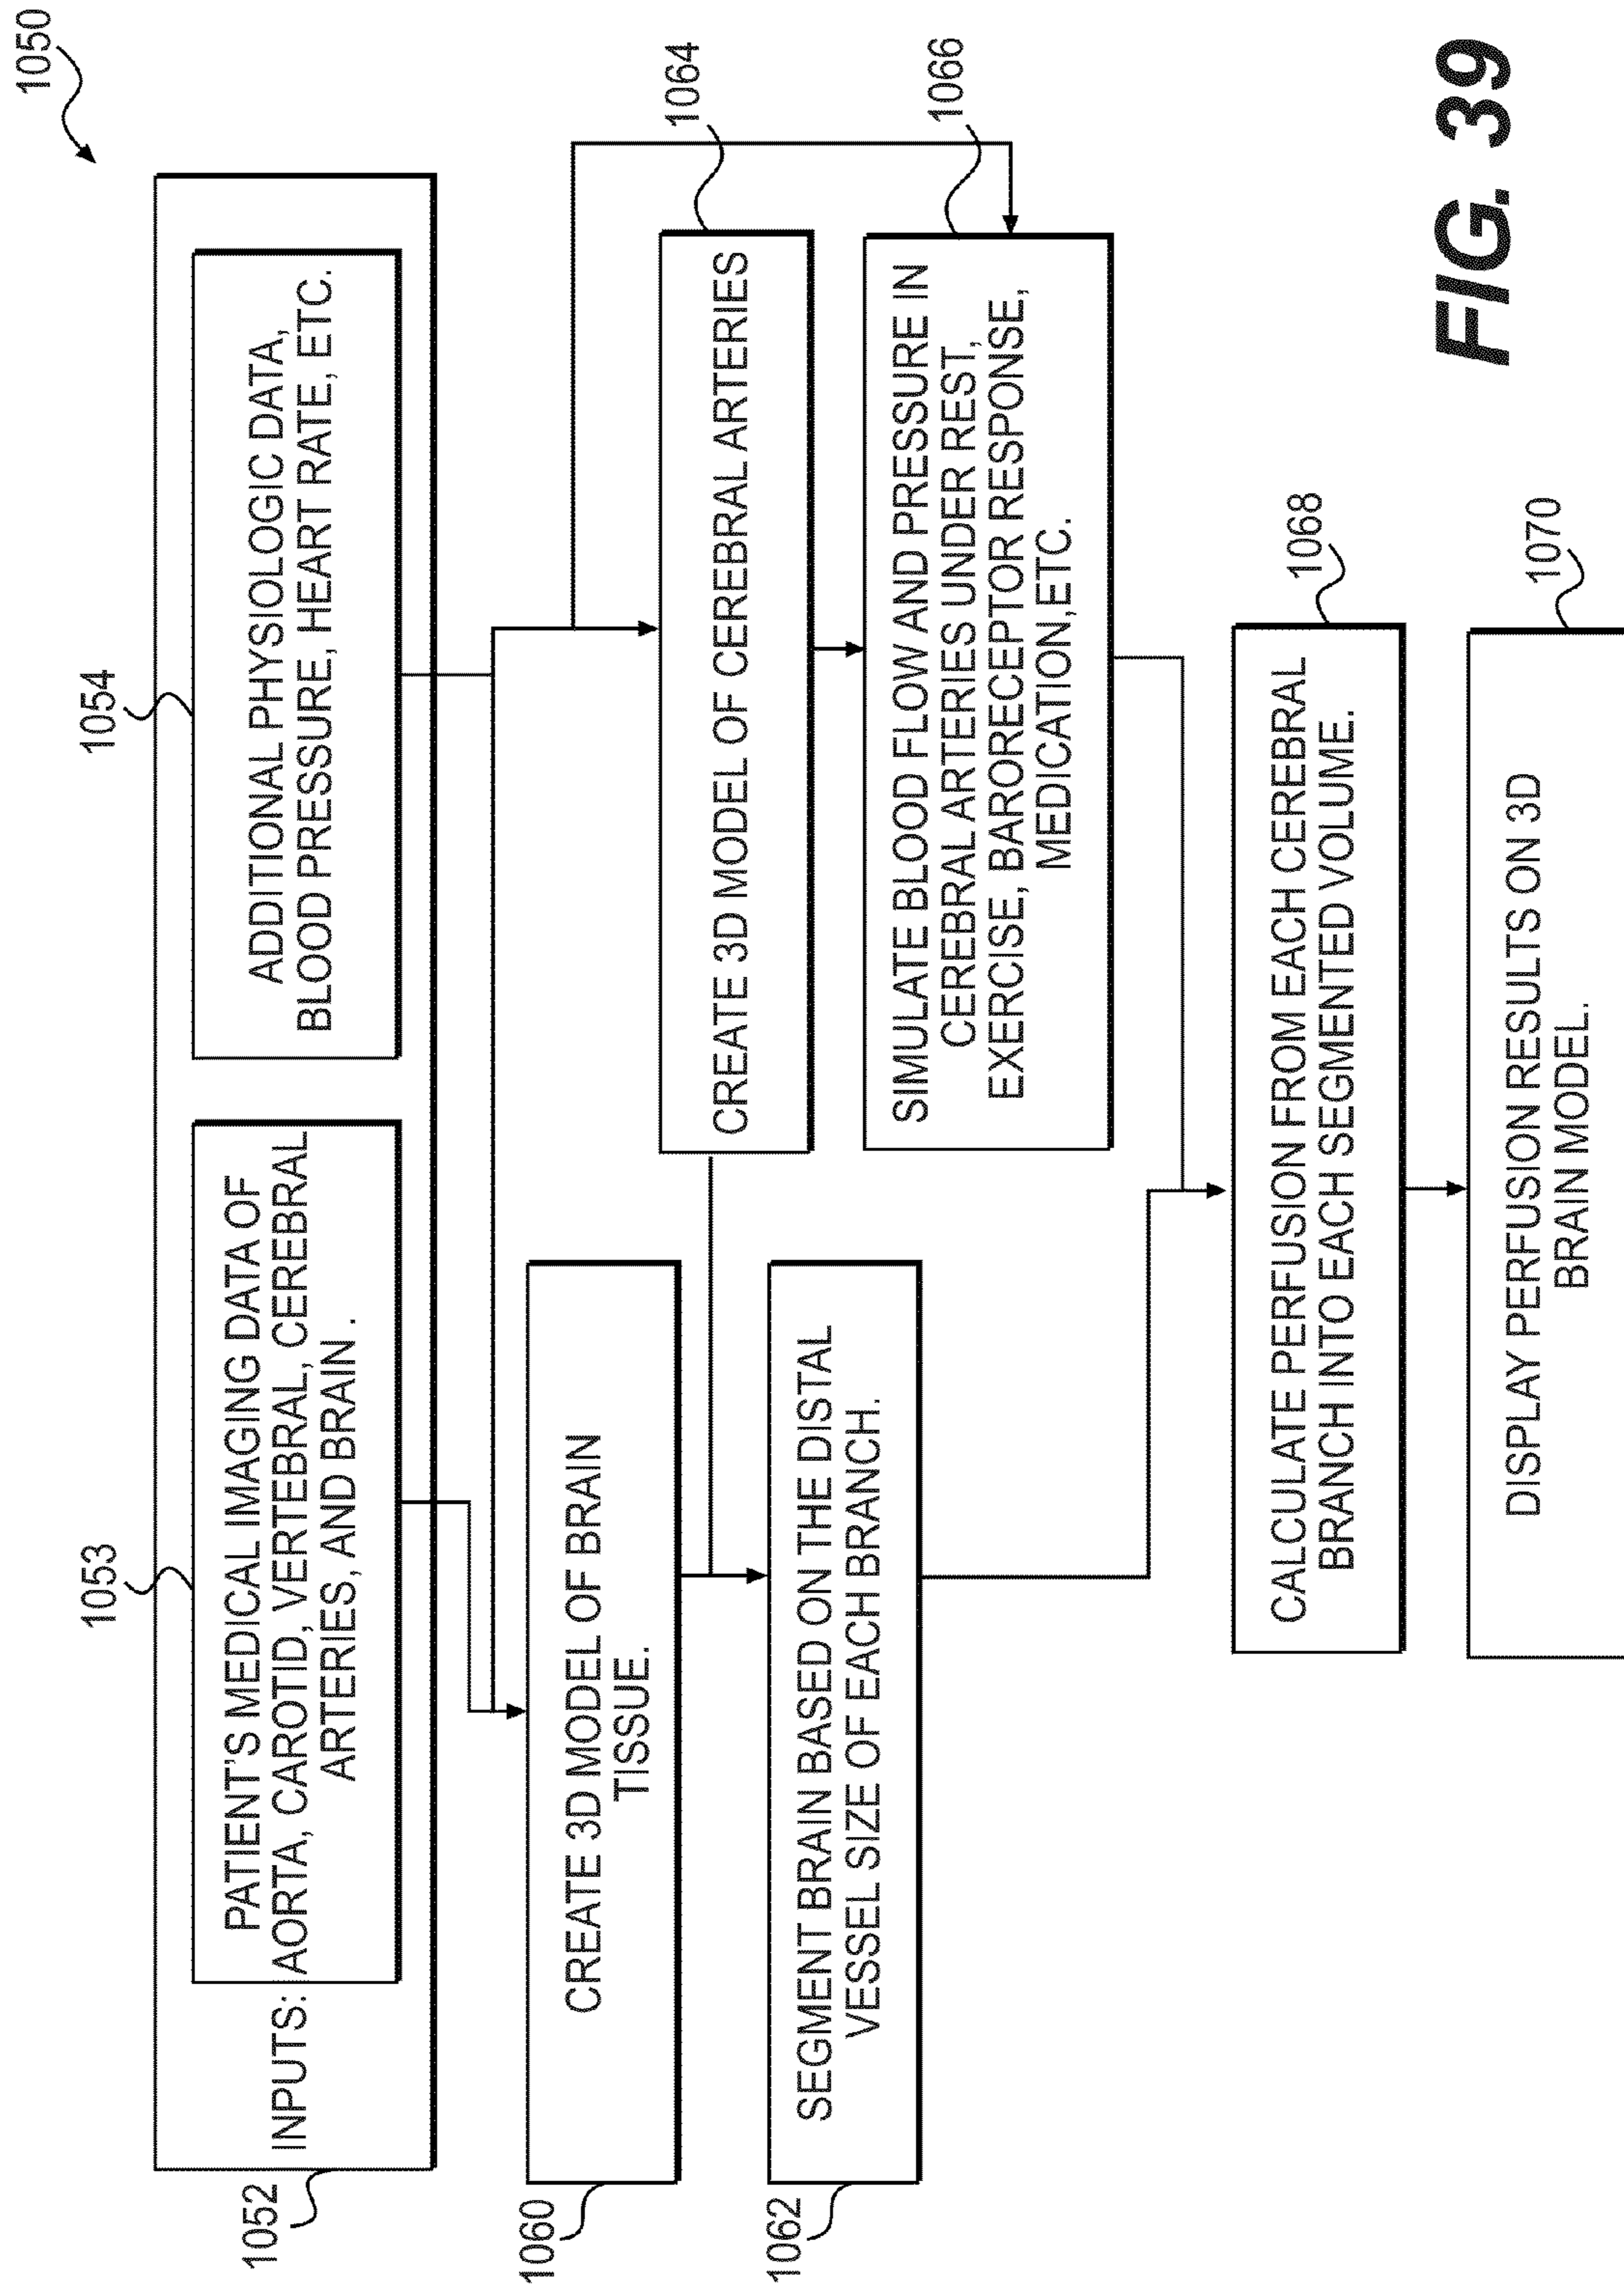 1050
1053
1054
1052
PATIENT'S MEDICAL IMAGING DATA OF
INPUTS: AORTA, CAROTID, VERTEBRAL, CEREBRAL
ARTERIES, AND BRAIN .
ADDITIONAL PHYSIOLOGIC DATA,
BLOOD PRESSURE, HEART RATE, ETC.
1060
CREATE 3D MODEL OF BRAIN
TISSUE.
1064
CREATE 3D MODEL OF CEREBRAL ARTERIES
1062
SEGMENT BRAIN BASED ON THE DISTAL
VESSEL SIZE OF EACH BRANCH.
1066
SIMULATE BLOOD FLOW AND PRESSURE IN
CEREBRAL ARTERIES UNDER REST,
EXERCISE, BARORECEPTOR RESPONSE,
MEDICATION,ETC.
1068
CALCULATE PERFUSION FROM EACH CEREBRAL
BRANCH INTO EACH SEGMENTED VOLUME.
1070
DISPLAY PERFUSION RESULTS ON 3D
BRAIN MODEL.
FIG. 39